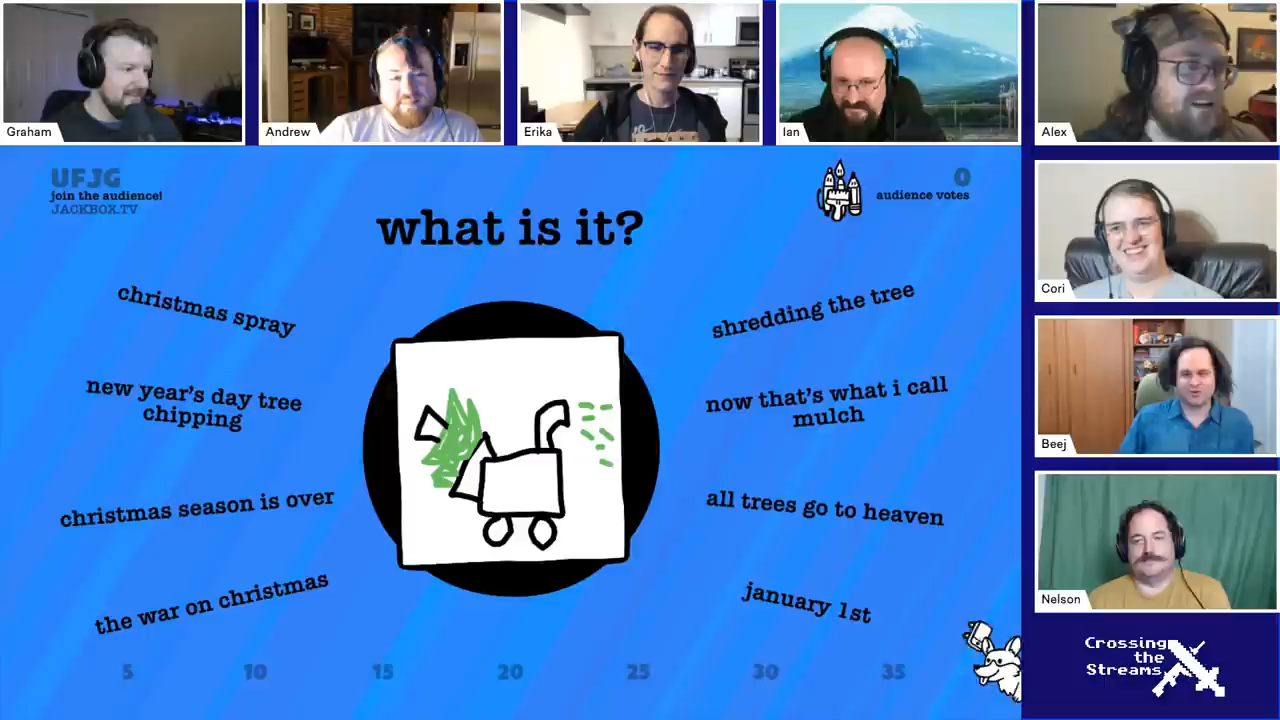 Graham
Andrew
Erika
Ian
Alex
UFJG
join the audience!
JACKBOX.TV
0
audience votes
what is it?
christmas spray
new year's day tree
chipping
christmas season is over
the war on christmas
shredding the tree
now that's what i call
mulch
all trees go to heaven
january 1st
5
10
15
20
25
30
35
Cori
Beej
Nelson
Crossing
the
Streams